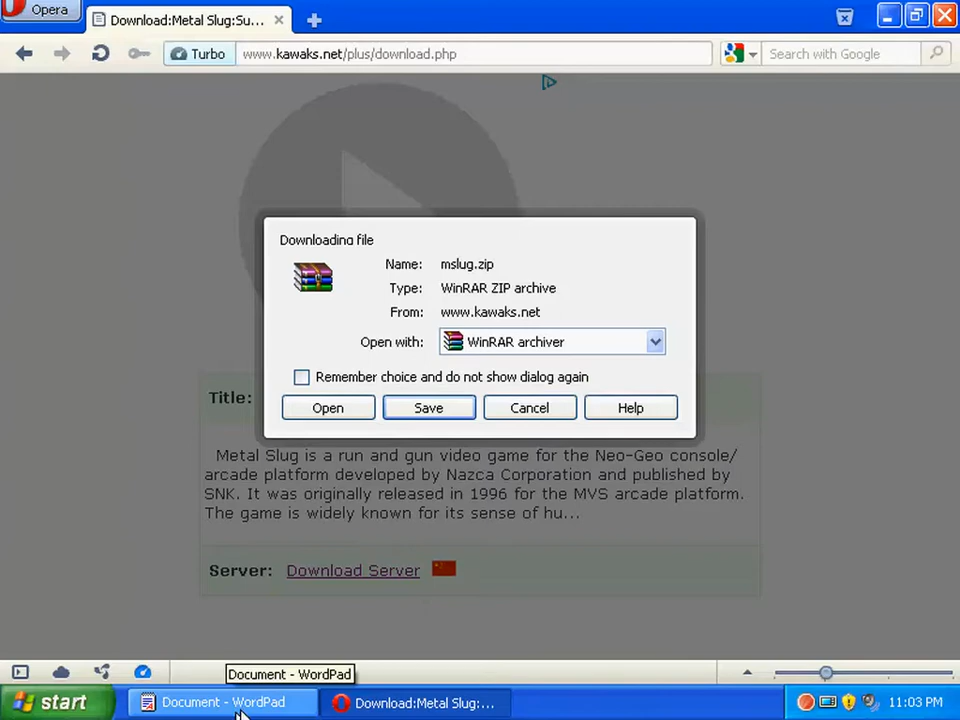 Opera
Download:Metal Slug:Su...
Turbo
www.kawaks.net/plus/download.php
Search with Google
Downloading file
Name: mslug.zip
Type: WinRAR ZIP archive
From: www.kawaks.net
Open with: WinRAR archiver
Remember choice and do not show dialog again
Open Save Cancel Help
Title:
Metal Slug is a run and gun video game for the Neo-Geo console/
arcade platform developed by Nazca Corporation and published by
SNK. It was originally released in 1996 for the MVS arcade platform.
The game is widely known for its sense of hu...
Server: Download Server
Document - WordPad
start
Document - WordPad
Download:Metal Slug:...
11:03 PM